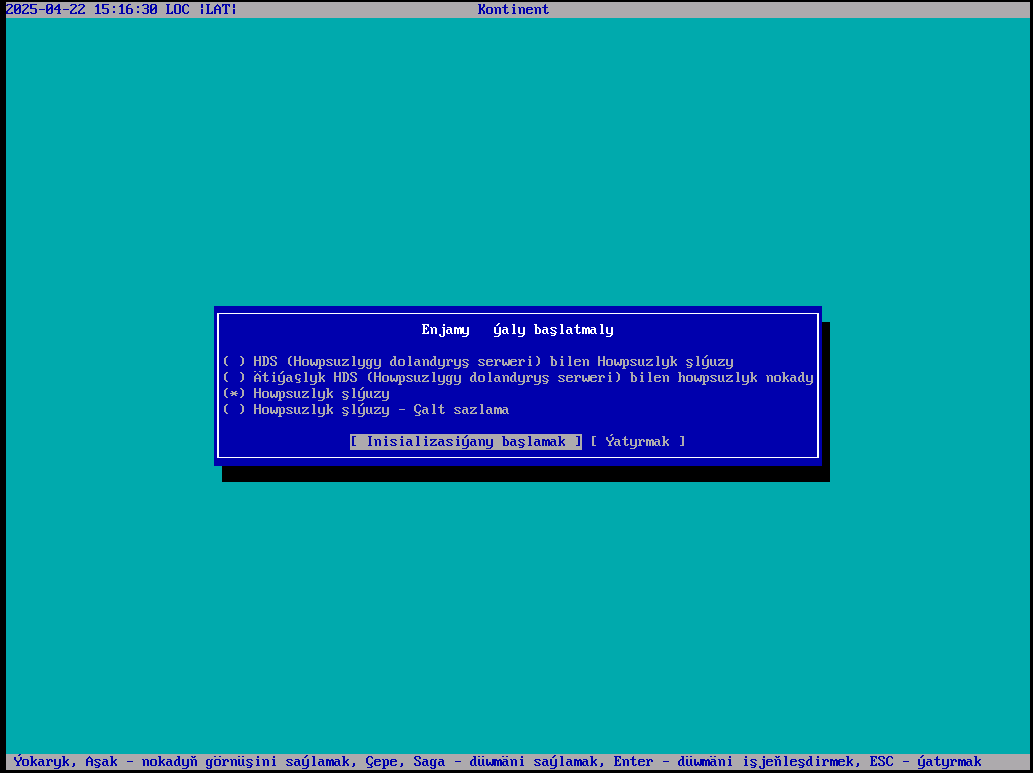 2025-04-22 15:16:30 LOC |LAT| Kontinent
Enjamy ýaly başlatmaly
( ) HDS (Howpsuzlygy dolandyryş serweri) bilen Howpsuzlyk şlýuzy
( ) Ätiýaşlyk HDS (Howpsuzlygy dolandyryş serweri) bilen howpsuzlyk nokady
(*) Howpsuzlyk şlýuzy
( ) Howpsuzlyk şlýuzy - Çalt sazlama
[ Inisializasiýany başlamak ] [ Ýatyrmak ]
Ýokaryk, Aşak - nokadyň görnüşini saýlamak, Çepe, Saga - düwmäni saýlamak, Enter - düwmäni işjeňleşdirmek, ESC - ýatyrmak